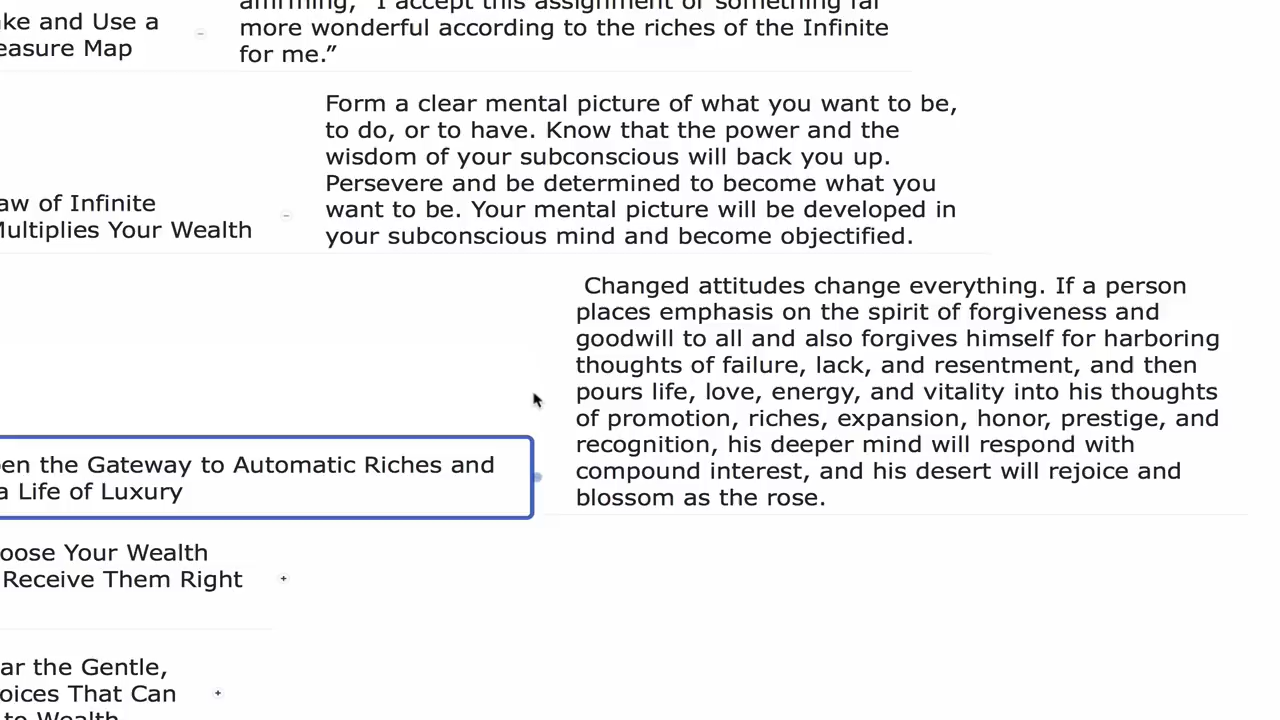 ke and Use a
easure Map
affirming, "I accept this assignment or something far
more wonderful according to the riches of the Infinite
for me.”
aw of Infinite
Multiplies Your Wealth
Form a clear mental picture of what you want to be,
to do, or to have. Know that the power and the
wisdom of your subconscious will back you up.
Persevere and be determined to become what you
want to be. Your mental picture will be developed in
your subconscious mind and become objectified.
en the Gateway to Automatic Riches and
a Life of Luxury
Changed attitudes change everything. If a person
places emphasis on the spirit of forgiveness and
goodwill to all and also forgives himself for harboring
thoughts of failure, lack, and resentment, and then
pours life, love, energy, and vitality into his thoughts
of promotion, riches, expansion, honor, prestige, and
recognition, his deeper mind will respond with
compound interest, and his desert will rejoice and
blossom as the rose.
oose Your Wealth
Receive Them Right
ar the Gentle,
oices That Can
to Wealth